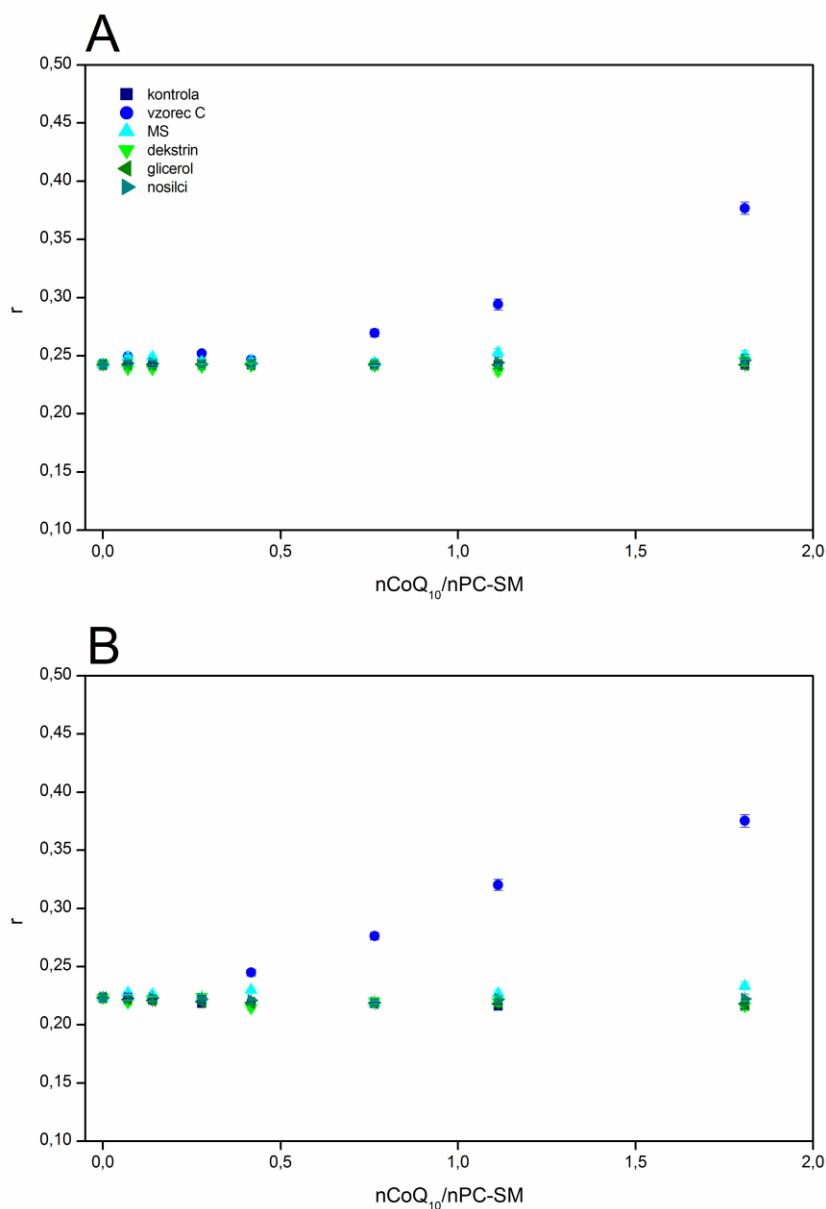 A
0,50
0,45
0,40
0,35
0,30
0,25
0,20
0,15
0,10
r
kontrola
vzorec C
MS
dekstrin
glicerol
nosilci
0,0 0,5 1,0 1,5 2,0
nCoQ₁₀/nPC-SM
B
0,50
0,45
0,40
0,35
0,30
0,25
0,20
0,15
0,10
r
0,0 0,5 1,0 1,5 2,0
nCoQ₁₀/nPC-SM